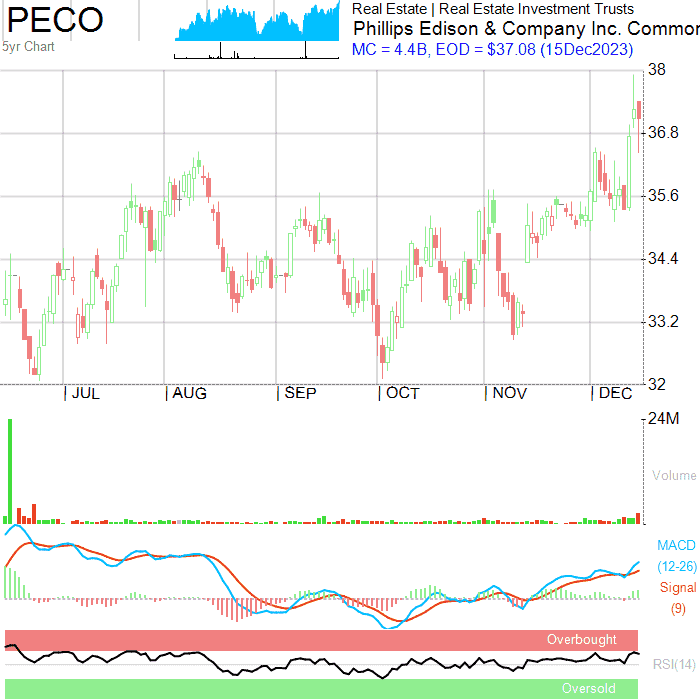 PECO
5yr Chart
Real Estate | Real Estate Investment Trusts
Phillips Edison & Company Inc. Common
MC = 4.4B, EOD = $37.08 (15Dec2023)
38
36.8
35.6
34.4
33.2
32
| JUL | AUG | SEP | OCT | NOV | DEC
24M
Volume
MACD
(12-26)
Signal
(9)
Overbought
RSI(14)
Oversold